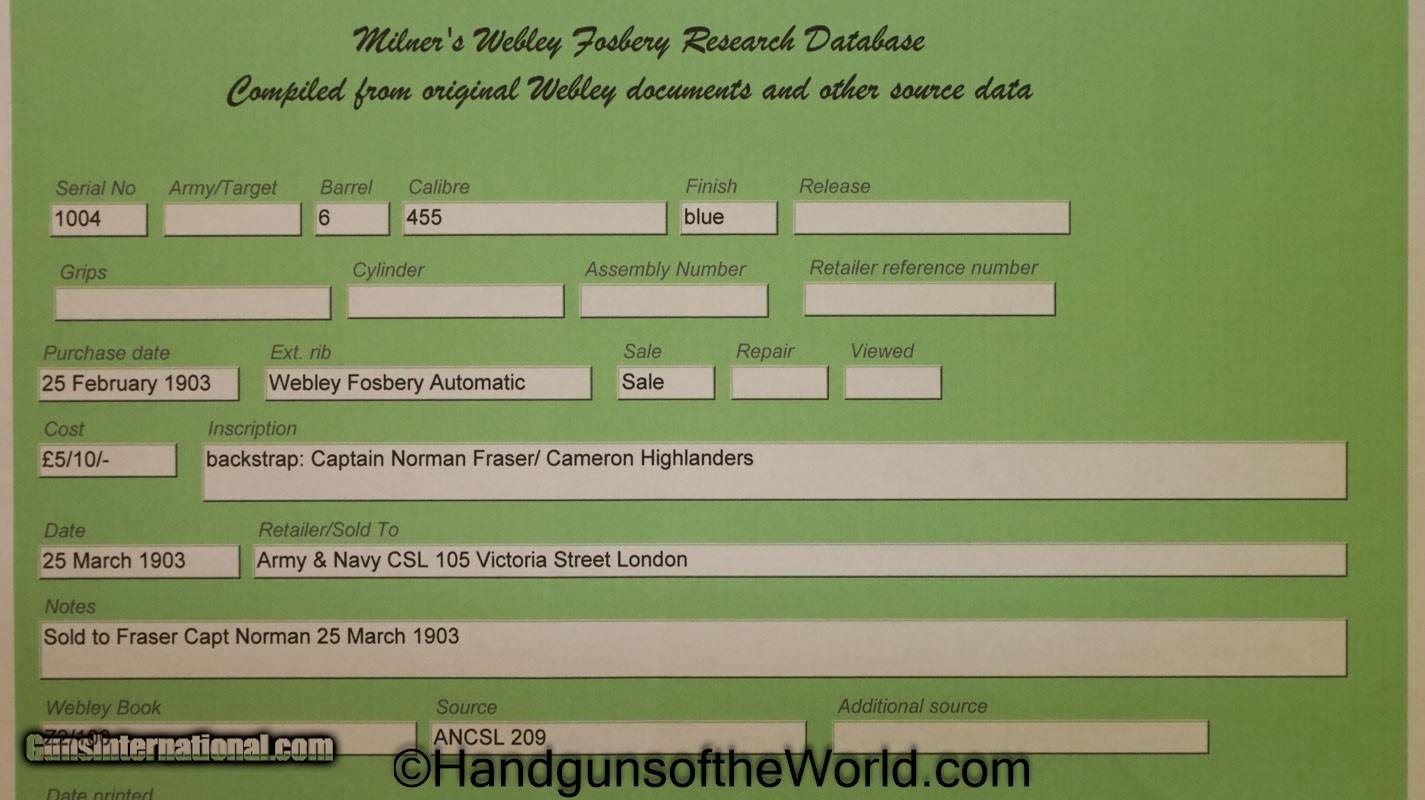 Milner's Webley Fosbery Research Database
Compiled from original Webley documents and other source data
Serial No Army/Target Barrel Calibre Finish Release
1004 6 455 blue
Grips Cylinder Assembly Number Retailer reference number
Purchase date Ext. rib Sale Repair Viewed
25 February 1903 Webley Fosbery Automatic Sale
Cost Inscription
£5/10/- backstrap: Captain Norman Fraser/ Cameron Highlanders
Date Retailer/Sold To
25 March 1903 Army & Navy CSL 105 Victoria Street London
Notes
Sold to Fraser Capt Norman 25 March 1903
Webley Book Source Additional source
ANCSL 209
GunsInternational.com
©HandgunsoftheWorld.com
Date printed